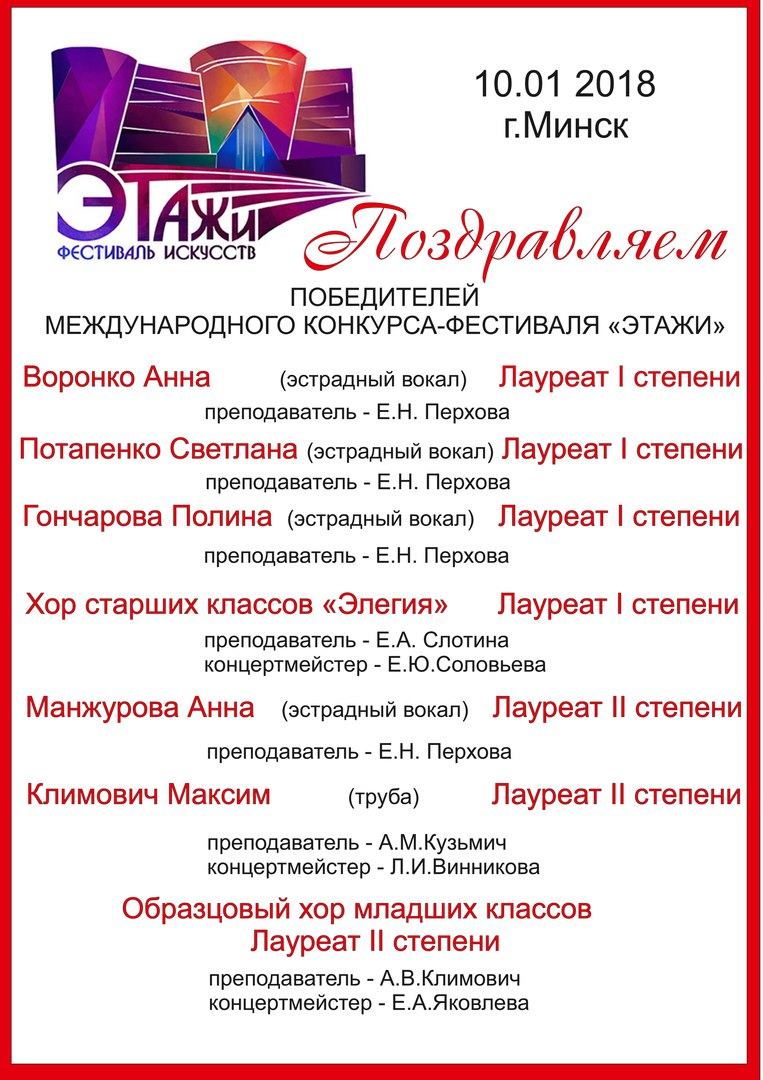 10.01 2018
г.Минск
ЭТАЖИ
ФЕСТИВАЛЬ ИСКУССТВ
Поздравляем
ПОБЕДИТЕЛЕЙ
МЕЖДУНАРОДНОГО КОНКУРСА-ФЕСТИВАЛЯ «ЭТАЖИ»
Воронко Анна (эстрадный вокал) Лауреат I степени
преподаватель - Е.Н. Перхова
Потапенко Светлана (эстрадный вокал) Лауреат I степени
преподаватель - Е.Н. Перхова
Гончарова Полина (эстрадный вокал) Лауреат I степени
преподаватель - Е.Н. Перхова
Хор старших классов «Элегия» Лауреат I степени
преподаватель - Е.А. Слотина
концертмейстер - Е.Ю.Соловьева
Манжурова Анна (эстрадный вокал) Лауреат II степени
преподаватель - Е.Н. Перхова
Климович Максим (труба) Лауреат II степени
преподаватель - А.М.Кузьмич
концертмейстер - Л.И.Винникова
Образцовый хор младших классов
Лауреат II степени
преподаватель - А.В.Климович
концертмейстер - Е.А.Яковлева